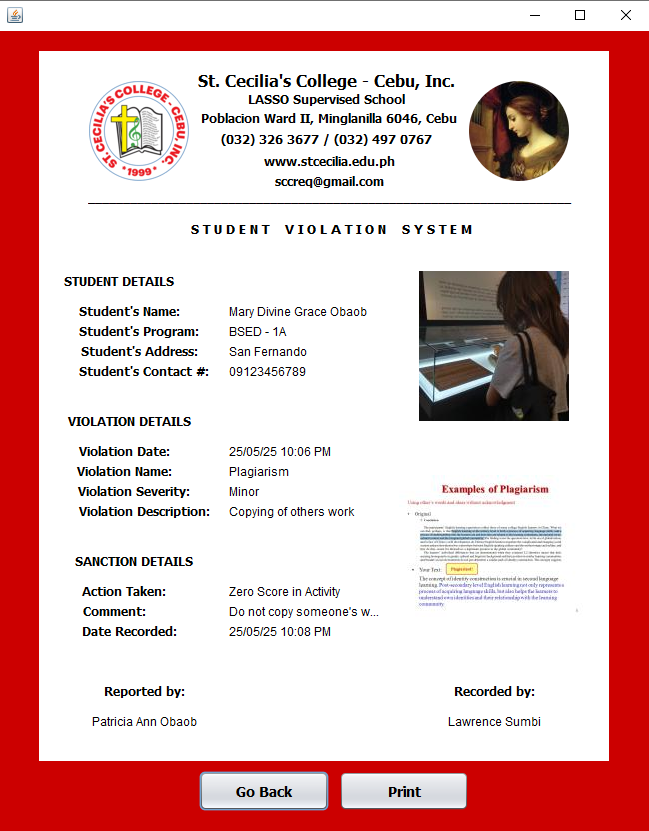 St. Cecilia's College - Cebu, Inc.
LASSO Supervised School
Poblacion Ward II, Minglanilla 6046, Cebu
(032) 326 3677 / (032) 497 0767
www.stcecilia.edu.ph
sccreq@gmail.com
ST. CECILIA'S COLLEGE - CEBU, INC.
* 1999 *
STUDENT VIOLATION SYSTEM
STUDENT DETAILS
Student's Name: Mary Divine Grace Obaob
Student's Program: BSED - 1A
Student's Address: San Fernando
Student's Contact #: 09123456789
VIOLATION DETAILS
Violation Date: 25/05/25 10:06 PM
Violation Name: Plagiarism
Violation Severity: Minor
Violation Description: Copying of others work
Examples of Plagiarism
Using other's words and ideas without acknowledgement
• Original
• Your Text: Plagiarised!
The concept of identity construction is crucial in second language
learning. Post-secondary level English learning not only represents a
process of acquiring language skills, but also helps the learners to
understand own identities and their relationship with the learning
community
SANCTION DETAILS
Action Taken: Zero Score in Activity
Comment: Do not copy someone's w...
Date Recorded: 25/05/25 10:08 PM
Reported by:
Patricia Ann Obaob
Recorded by:
Lawrence Sumbi
Go Back
Print